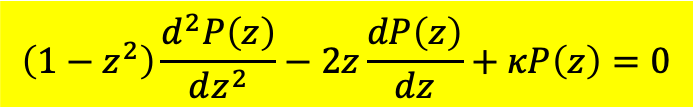 (1 − z²) d²P(z)/dz² − 2z dP(z)/dz + κP(z) = 0